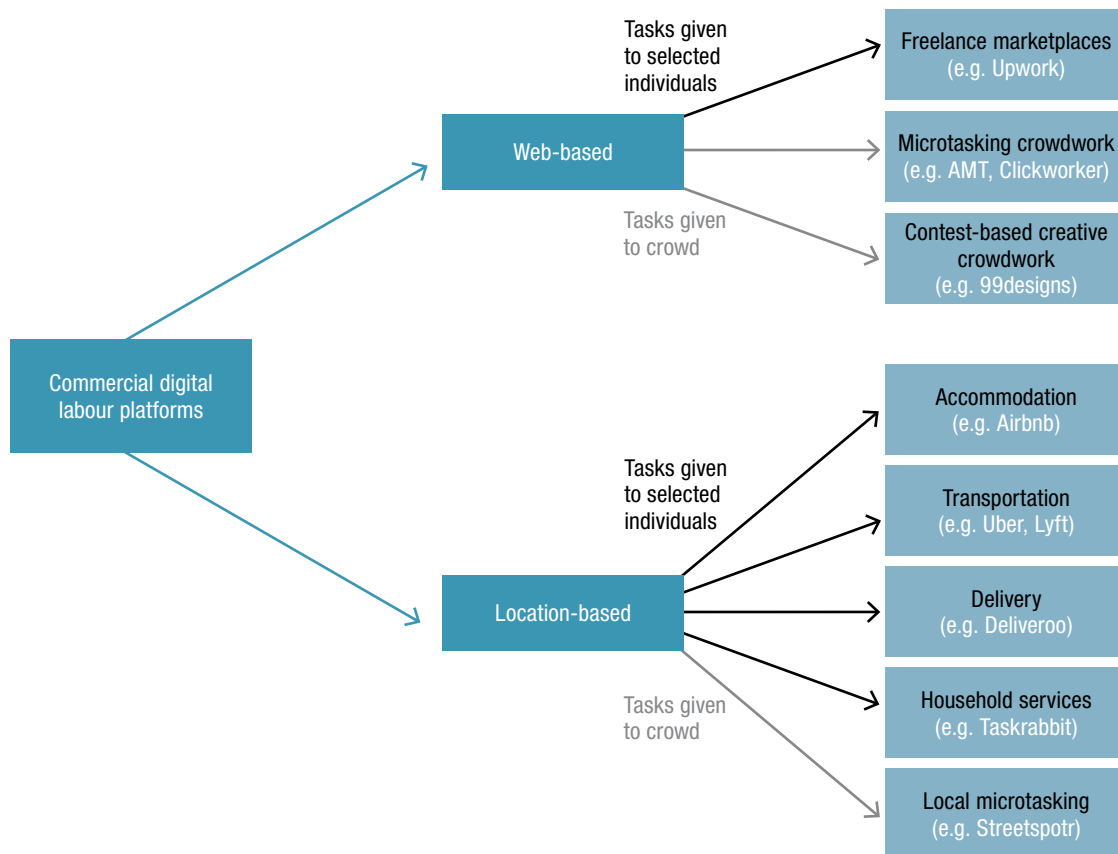 Tasks given
to selected
individuals
Freelance marketplaces
(e.g. Upwork)
Web-based
Microtasking crowdwork
(e.g. AMT, Clickworker)
Tasks given
to crowd
Contest-based creative
crowdwork
(e.g. 99designs)
Commercial digital
labour platforms
Accommodation
(e.g. Airbnb)
Tasks given
to selected
individuals
Transportation
(e.g. Uber, Lyft)
Location-based
Delivery
(e.g. Deliveroo)
Household services
(e.g. Taskrabbit)
Tasks given
to crowd
Local microtasking
(e.g. Streetspotr)